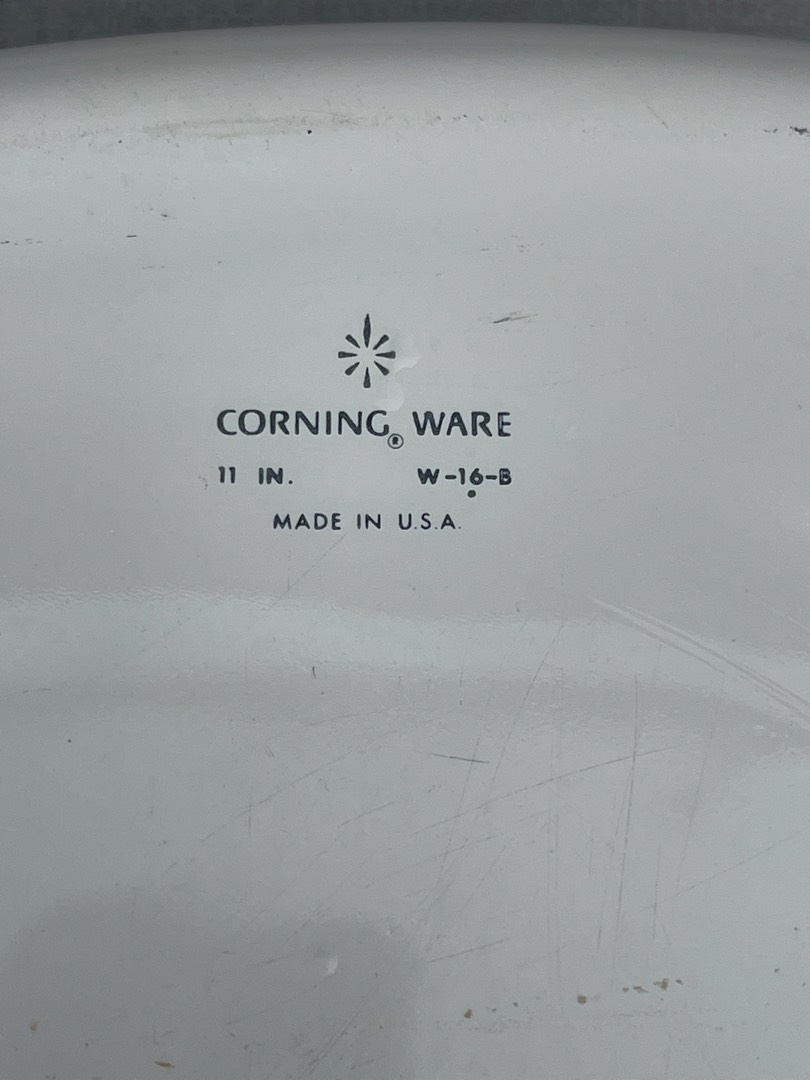 CORNING® WARE
11 IN. W-16-B
MADE IN U.S.A.